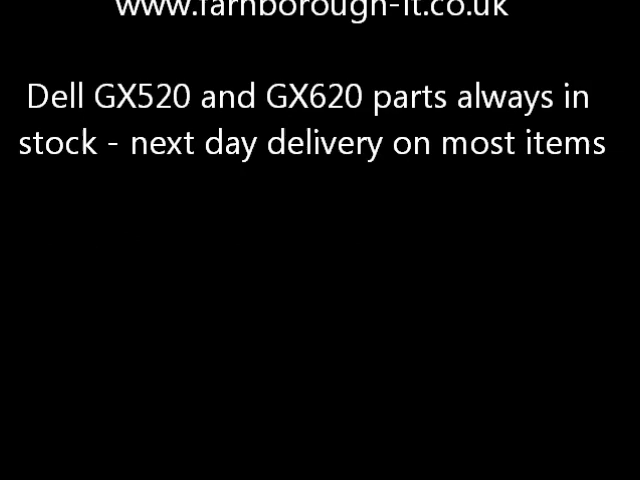 www.farnborough-it.co.uk
Dell GX520 and GX620 parts always in
stock - next day delivery on most items